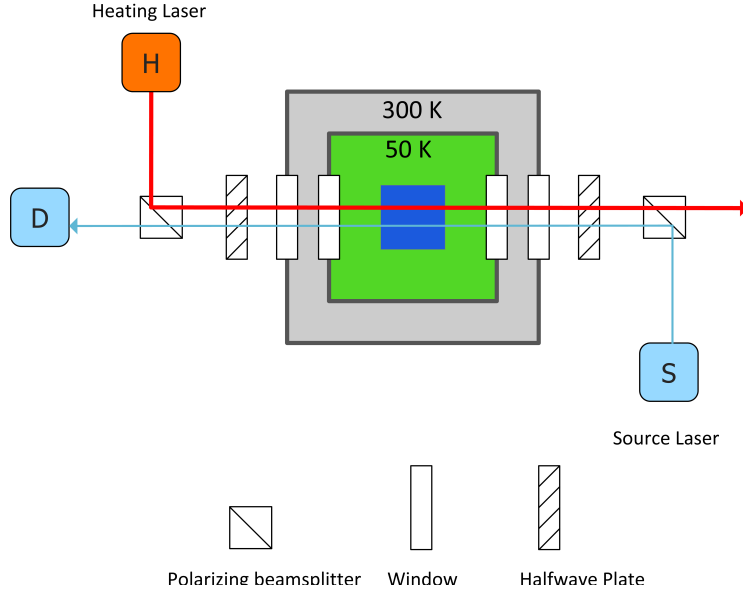 Heating Laser
H
300 K
50 K
D
S
Source Laser
Polarizing beamsplitter
Window
Halfwave Plate